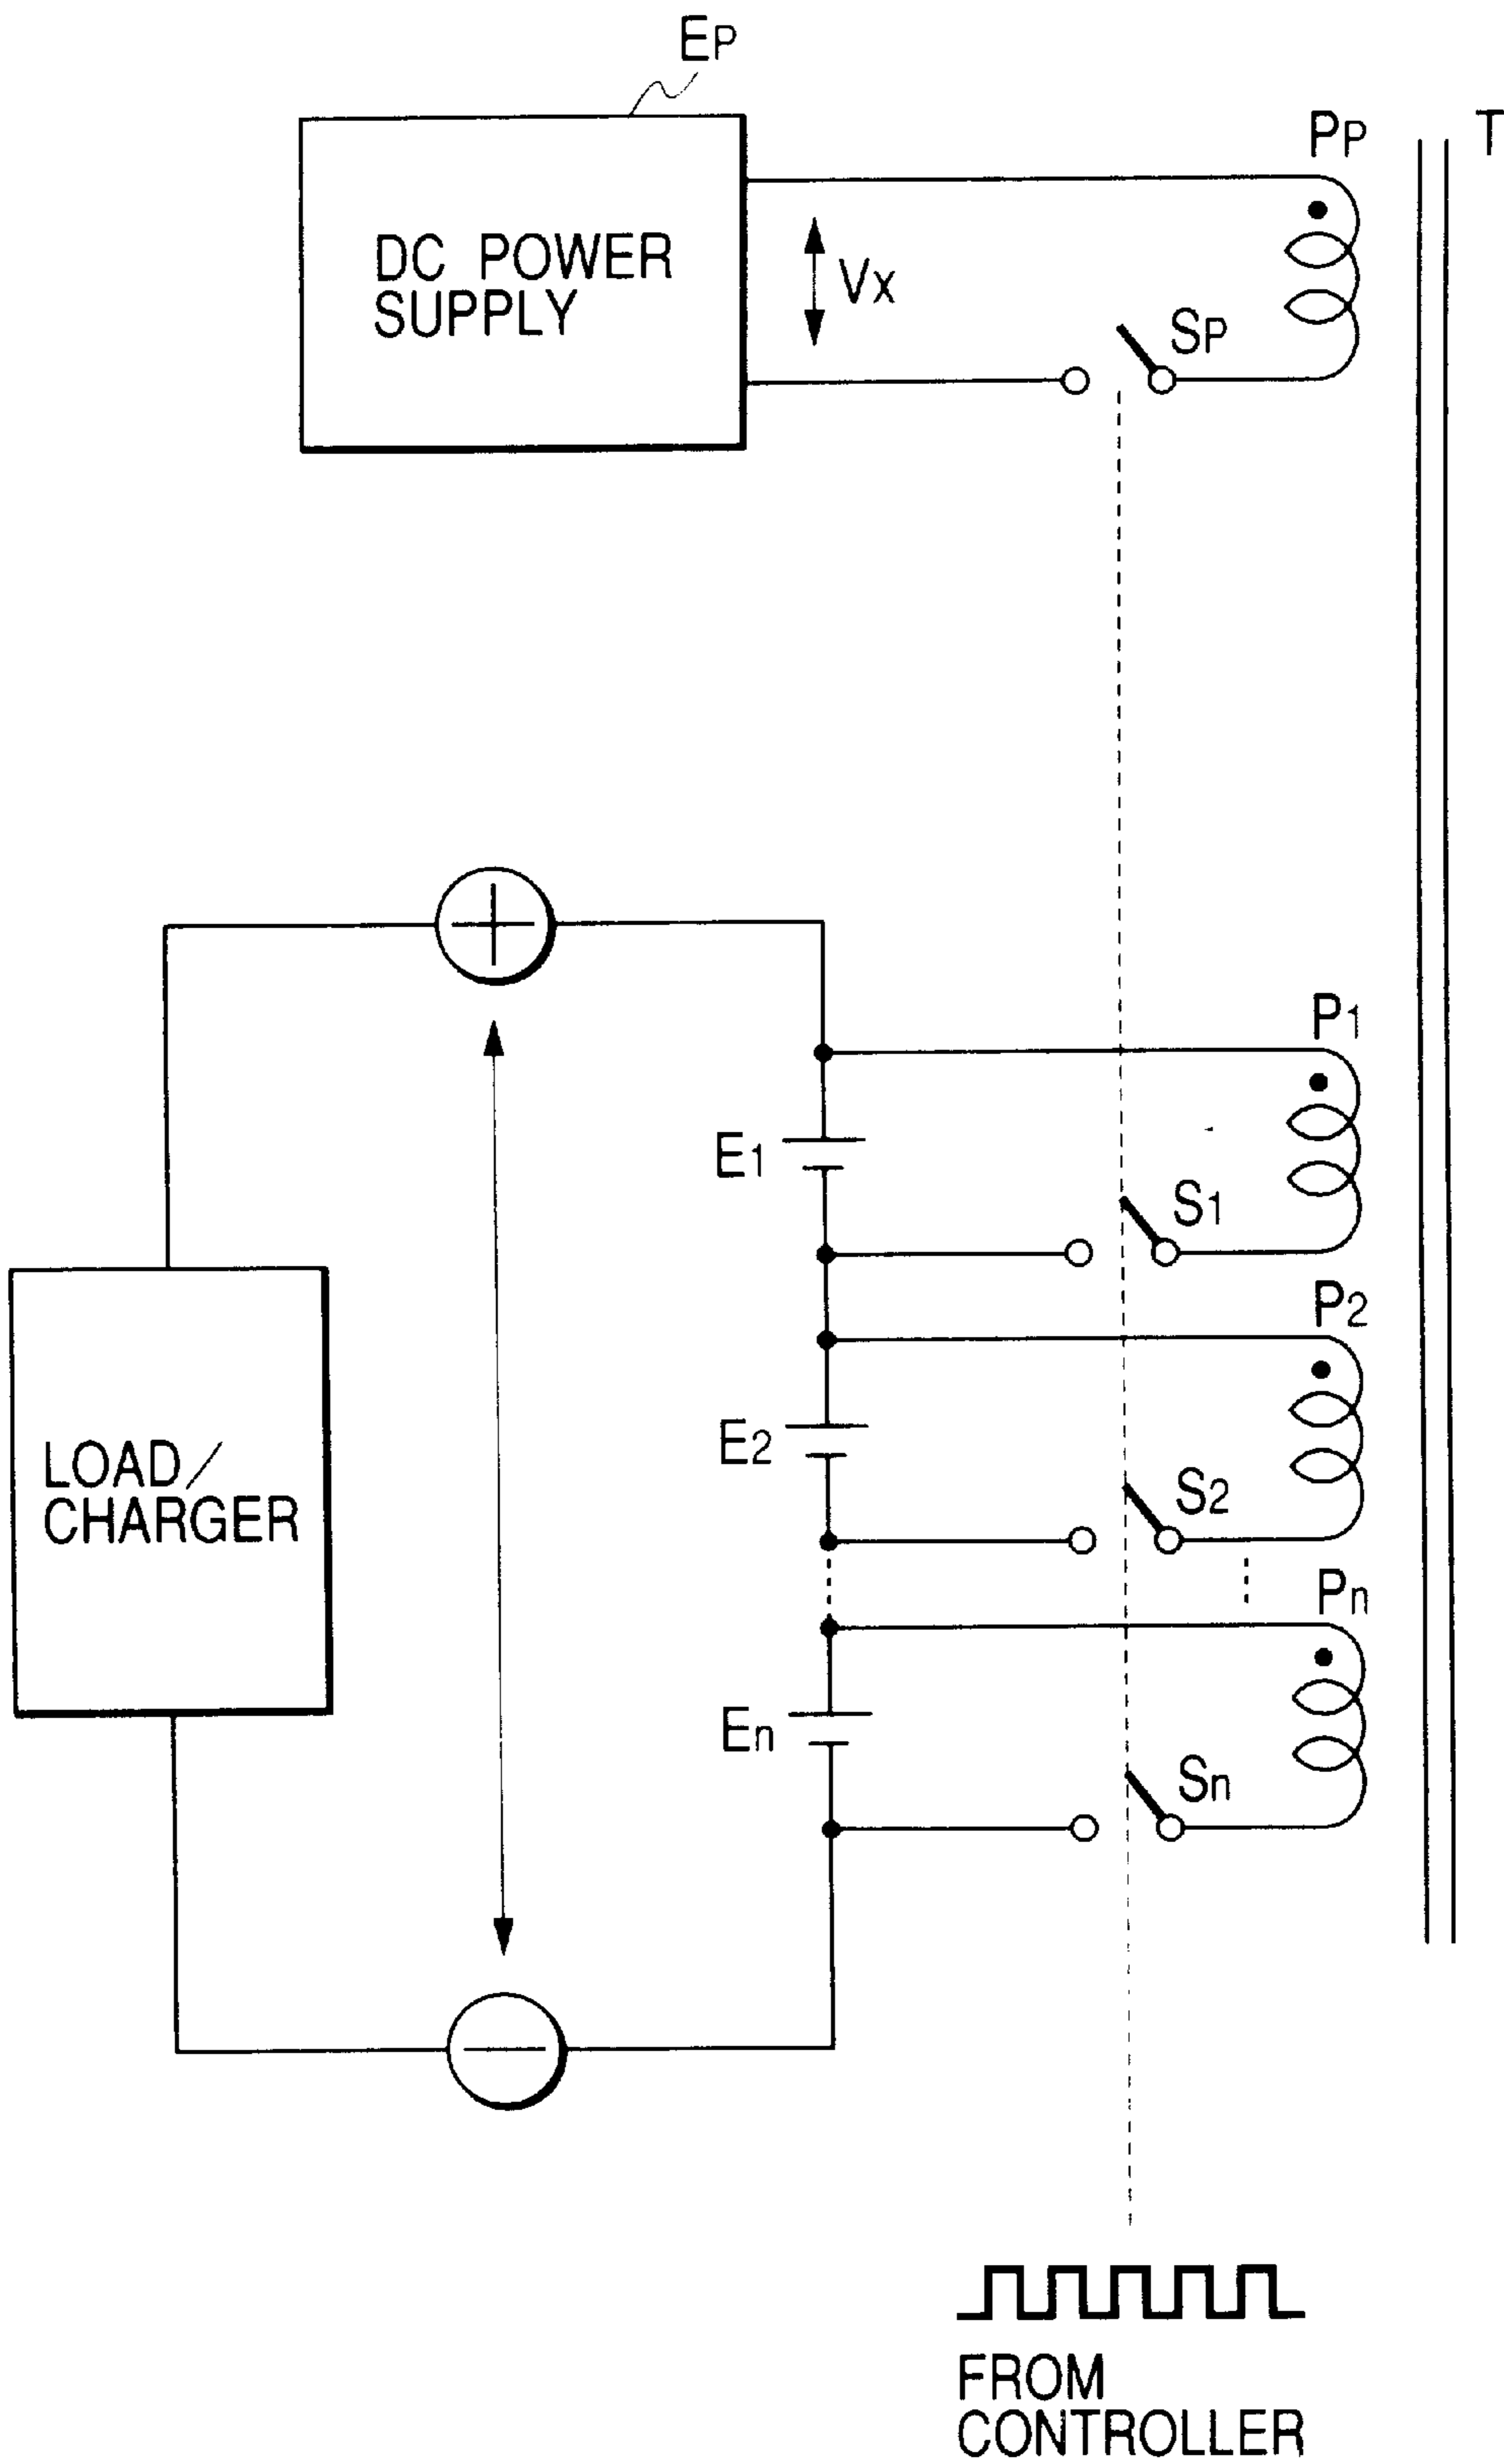 EP
PP
T
DC POWER
SUPPLY
VX
SP
P1
E1
S1
P2
LOAD/
CHARGER
E2
S2
Pn
En
Sn
FROM
CONTROLLER